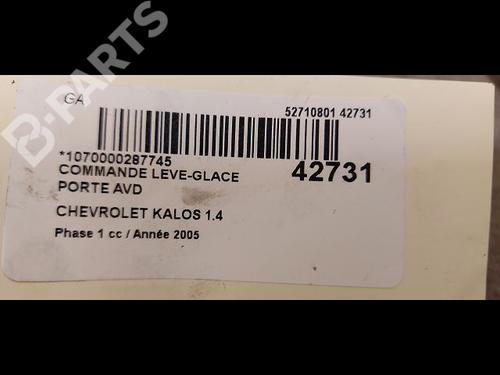 B-PARTS
GA
52710801 42731
*1070000287745
COMMANDE LEVE-GLACE
42731
PORTE AVD
CHEVROLET KALOS 1.4
Phase 1 cc / Année 2005